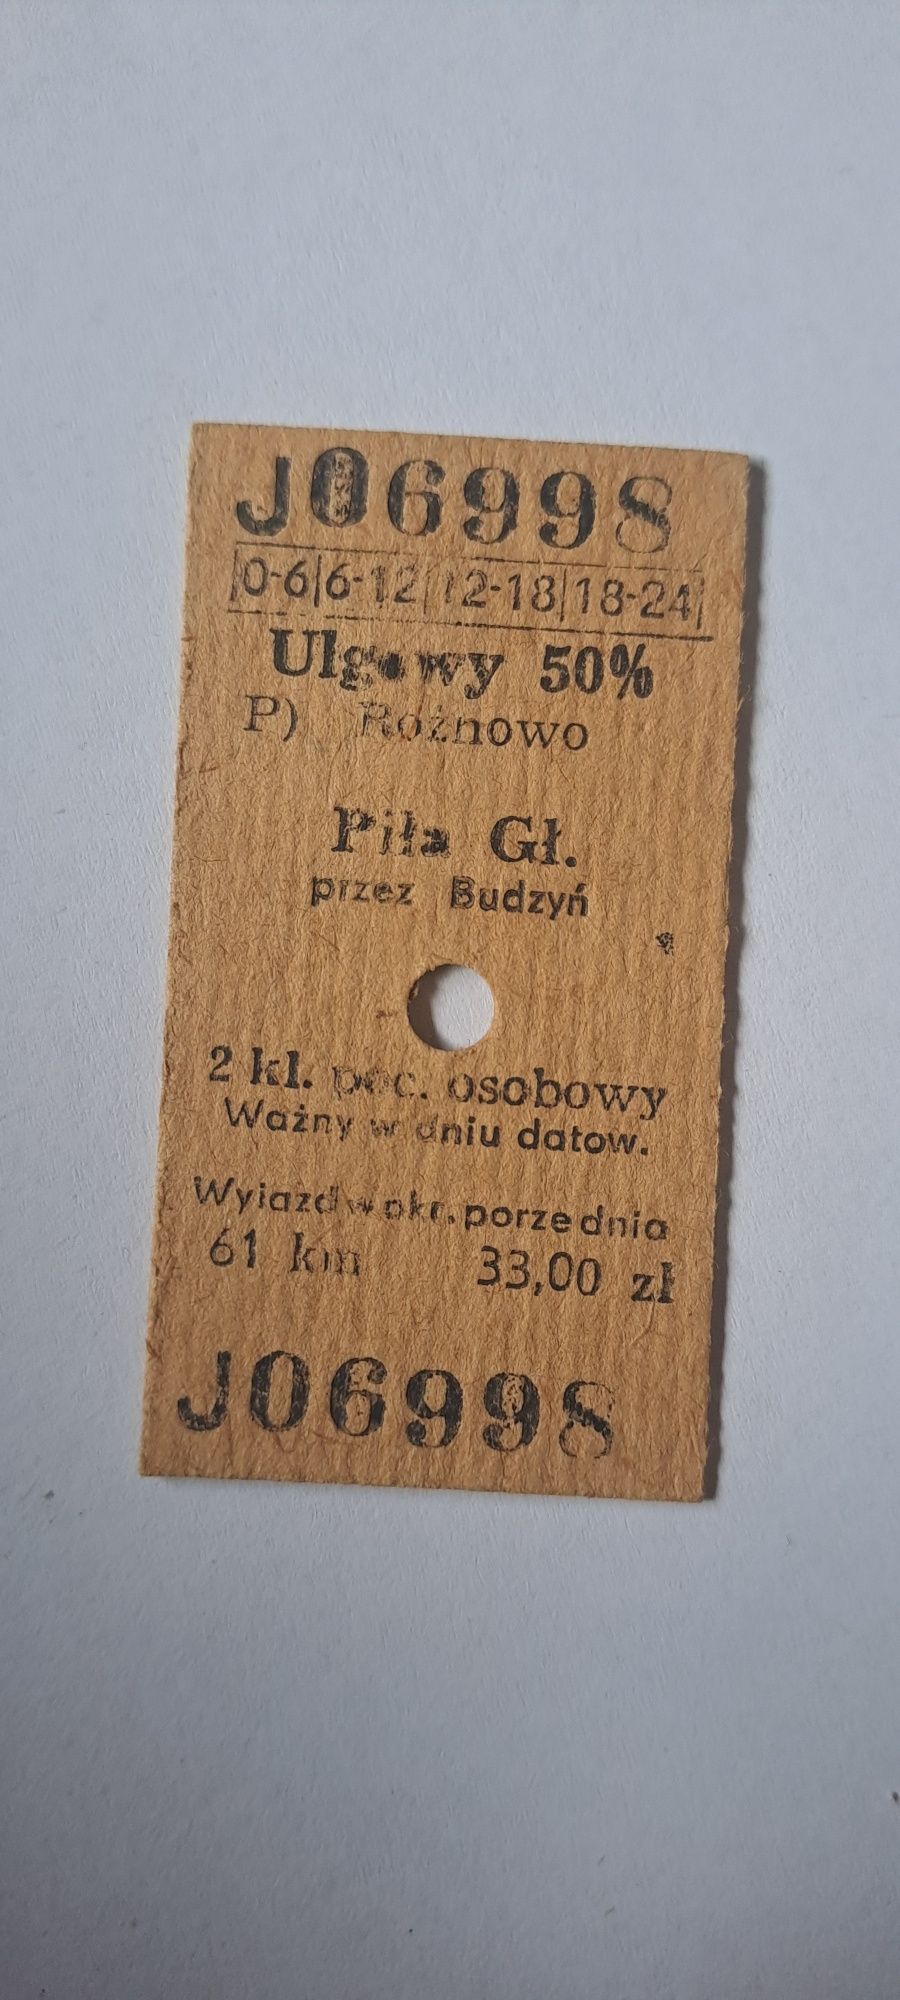 J06998
0-6|6-12|12-18|18-24
Ulgowy 50%
P) Rożnowo
Piła Gł.
przez Budzyń
2 kl. poc. osobowy
Ważny w dniu datow.
Wyjazd w okr. porze dnia
61 km 33,00 zł
J06998